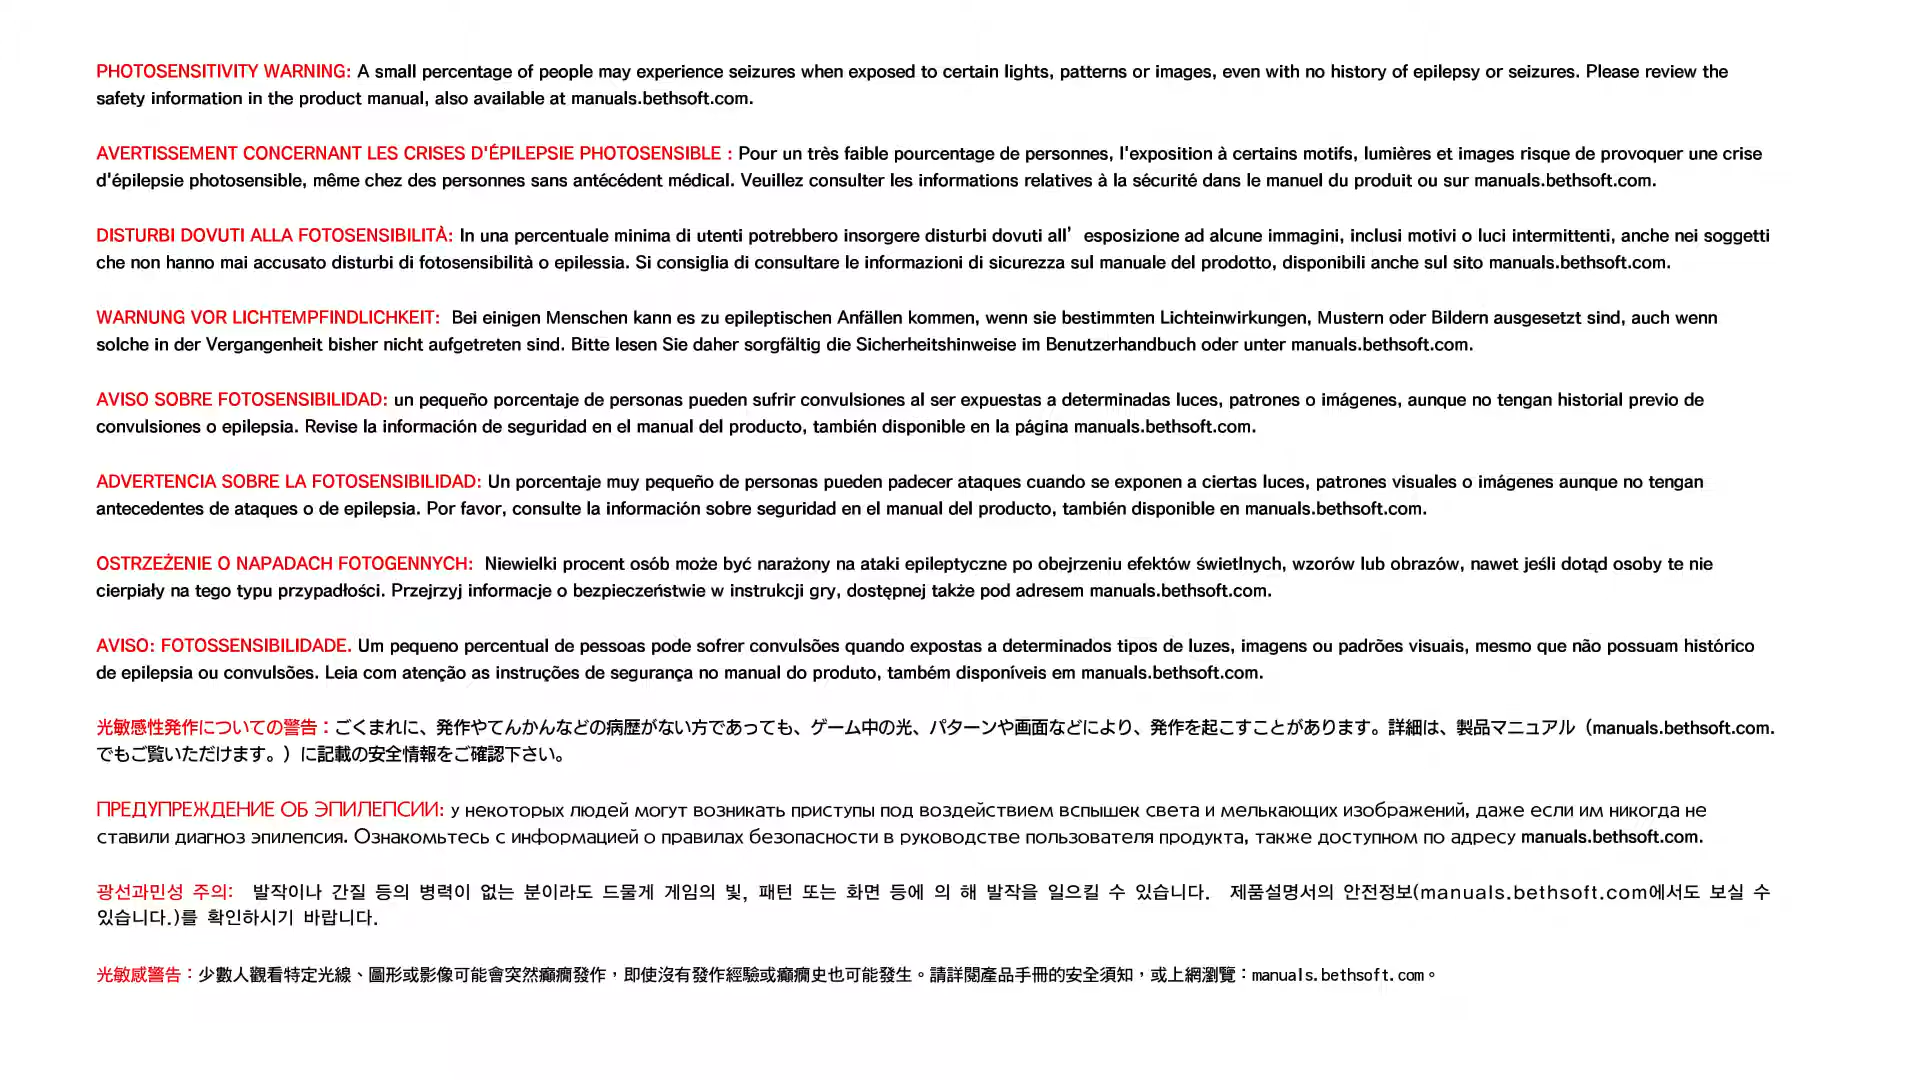 PHOTOSENSITIVITY WARNING: A small percentage of people may experience seizures when exposed to certain lights, patterns or images, even with no history of epilepsy or seizures. Please review the
safety information in the product manual, also available at manuals.bethsoft.com.
AVERTISSEMENT CONCERNANT LES CRISES D'ÉPILEPSIE PHOTOSENSIBLE : Pour un très faible pourcentage de personnes, l'exposition à certains motifs, lumières et images risque de provoquer une crise
d'épilepsie photosensible, même chez des personnes sans antécédent médical. Veuillez consulter les informations relatives à la sécurité dans le manuel du produit ou sur manuals.bethsoft.com.
DISTURBI DOVUTI ALLA FOTOSENSIBILITÀ: In una percentuale minima di utenti potrebbero insorgere disturbi dovuti all’ esposizione ad alcune immagini, inclusi motivi o luci intermittenti, anche nei soggetti
che non hanno mai accusato disturbi di fotosensibilità o epilessia. Si consiglia di consultare le informazioni di sicurezza sul manuale del prodotto, disponibili anche sul sito manuals.bethsoft.com.
WARNUNG VOR LICHTEMPFINDLICHKEIT: Bei einigen Menschen kann es zu epileptischen Anfällen kommen, wenn sie bestimmten Lichteinwirkungen, Mustern oder Bildern ausgesetzt sind, auch wenn
solche in der Vergangenheit bisher nicht aufgetreten sind. Bitte lesen Sie daher sorgfältig die Sicherheitshinweise im Benutzerhandbuch oder unter manuals.bethsoft.com.
AVISO SOBRE FOTOSENSIBILIDAD: un pequeño porcentaje de personas pueden sufrir convulsiones al ser expuestas a determinadas luces, patrones o imágenes, aunque no tengan historial previo de
convulsiones o epilepsia. Revise la información de seguridad en el manual del producto, también disponible en la página manuals.bethsoft.com.
ADVERTENCIA SOBRE LA FOTOSENSIBILIDAD: Un porcentaje muy pequeño de personas pueden padecer ataques cuando se exponen a ciertas luces, patrones visuales o imágenes aunque no tengan
antecedentes de ataques o de epilepsia. Por favor, consulte la información sobre seguridad en el manual del producto, también disponible en manuals.bethsoft.com.
OSTRZEŻENIE O NAPADACH FOTOGENNYCH: Niewielki procent osób może być narażony na ataki epileptyczne po obejrzeniu efektów świetlnych, wzorów lub obrazów, nawet jeśli dotąd osoby te nie
cierpiały na tego typu przypadłości. Przejrzyj informacje o bezpieczeństwie w instrukcji gry, dostępnej także pod adresem manuals.bethsoft.com.
AVISO: FOTOSSENSIBILIDADE. Um pequeno percentual de pessoas pode sofrer convulsões quando expostas a determinados tipos de luzes, imagens ou padrões visuais, mesmo que não possuam histórico
de epilepsia ou convulsões. Leia com atenção as instruções de segurança no manual do produto, também disponíveis em manuals.bethsoft.com.
光敏感性発作についての警告：ごくまれに、発作やてんかんなどの病歴がない方であっても、ゲーム中の光、パターンや画面などにより、発作を起こすことがあります。詳細は、製品マニュアル（manuals.bethsoft.com.
でもご覧いただけます。）に記載の安全情報をご確認下さい。
ПРЕДУПРЕЖДЕНИЕ ОБ ЭПИЛЕПСИИ: у некоторых людей могут возникать приступы под воздействием вспышек света и мелькающих изображений, даже если им никогда не
ставили диагноз эпилепсия. Ознакомьтесь с информацией о правилах безопасности в руководстве пользователя продукта, также доступном по адресу manuals.bethsoft.com.
광선과민성 주의: 발작이나 간질 등의 병력이 없는 분이라도 드물게 게임의 빛, 패턴 또는 화면 등에 의 해 발작을 일으킬 수 있습니다. 제품설명서의 안전정보(manuals.bethsoft.com에서도 보실 수
있습니다.)를 확인하시기 바랍니다.
光敏感警告：少數人觀看特定光線、圖形或影像可能會突然癲癇發作，即使沒有發作經驗或癲癇史也可能發生。請詳閱產品手冊的安全須知，或上網瀏覽：manuals.bethsoft.com。